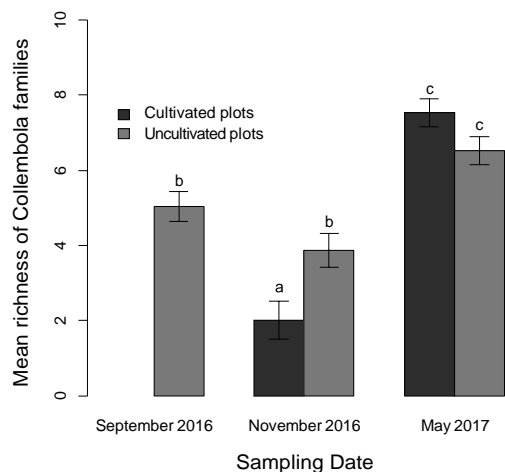 Mean richness of Collembola families
10
8
6
4
2
0
Cultivated plots
Uncultivated plots
b
a
b
c
c
September 2016
November 2016
May 2017
Sampling Date